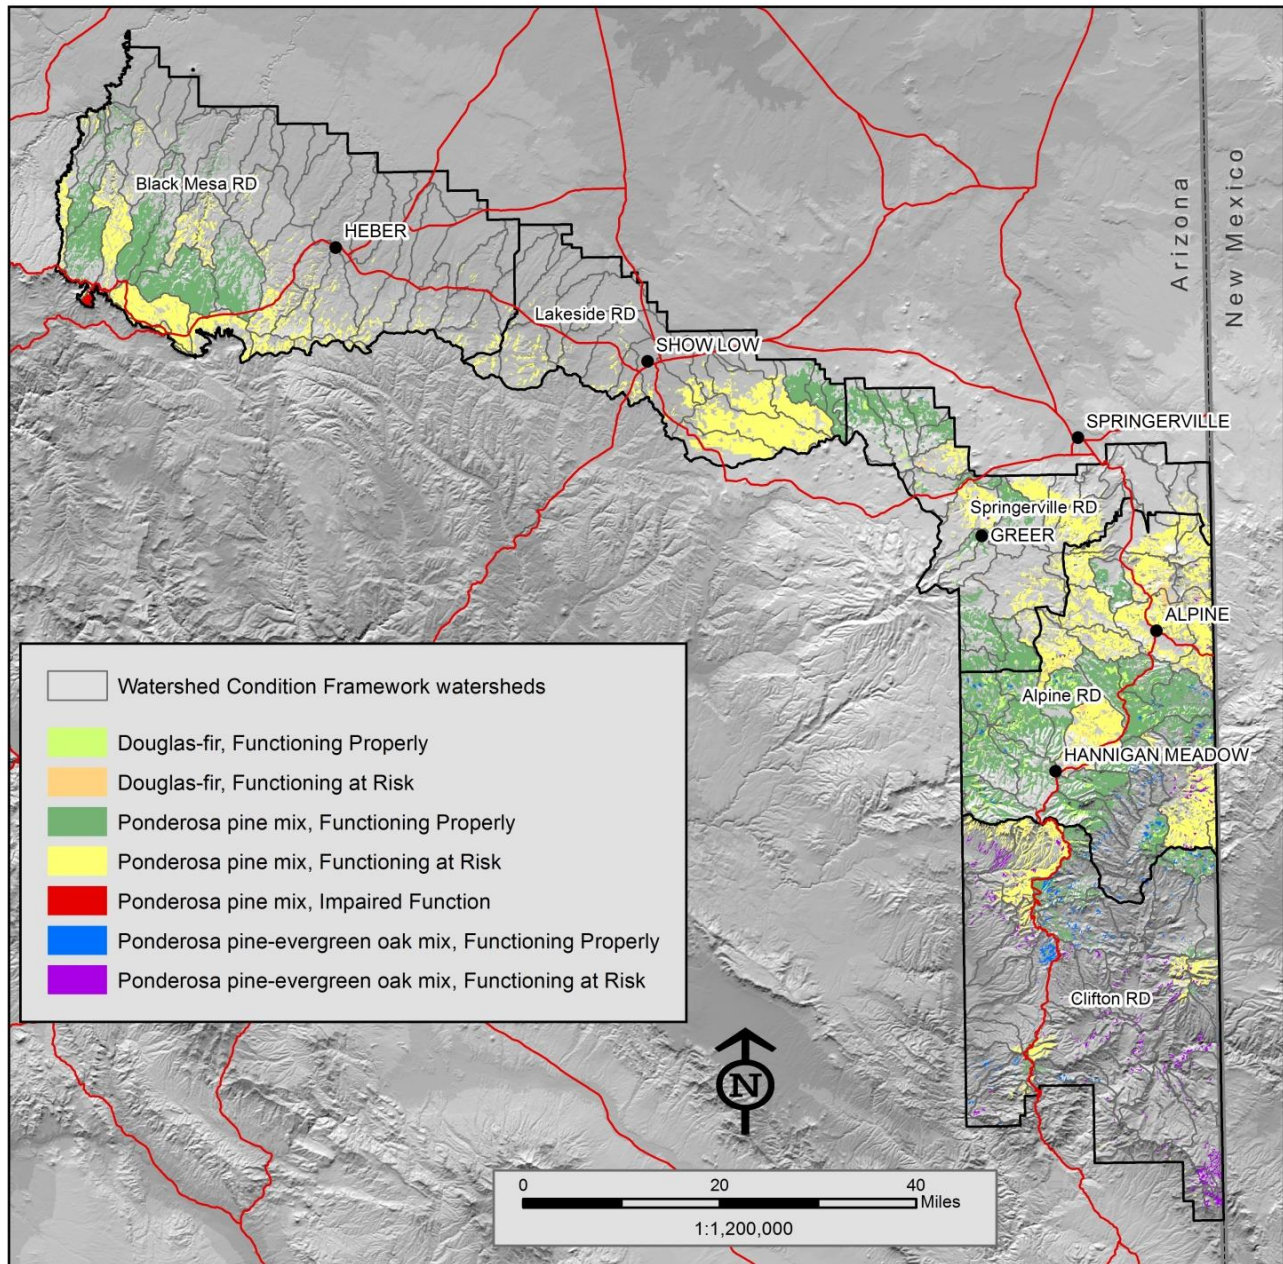 Black Mesa RD
HEBER
Lakeside RD
SHOW LOW
Arizona
New Mexico
SPRINGERVILLE
Springerville RD
GREER
ALPINE
Alpine RD
HANNIGAN MEADOW
Clifton RD
Watershed Condition Framework watersheds
Douglas-fir, Functioning Properly
Douglas-fir, Functioning at Risk
Ponderosa pine mix, Functioning Properly
Ponderosa pine mix, Functioning at Risk
Ponderosa pine mix, Impaired Function
Ponderosa pine-evergreen oak mix, Functioning Properly
Ponderosa pine-evergreen oak mix, Functioning at Risk
N
0 20 40
Miles
1:1,200,000